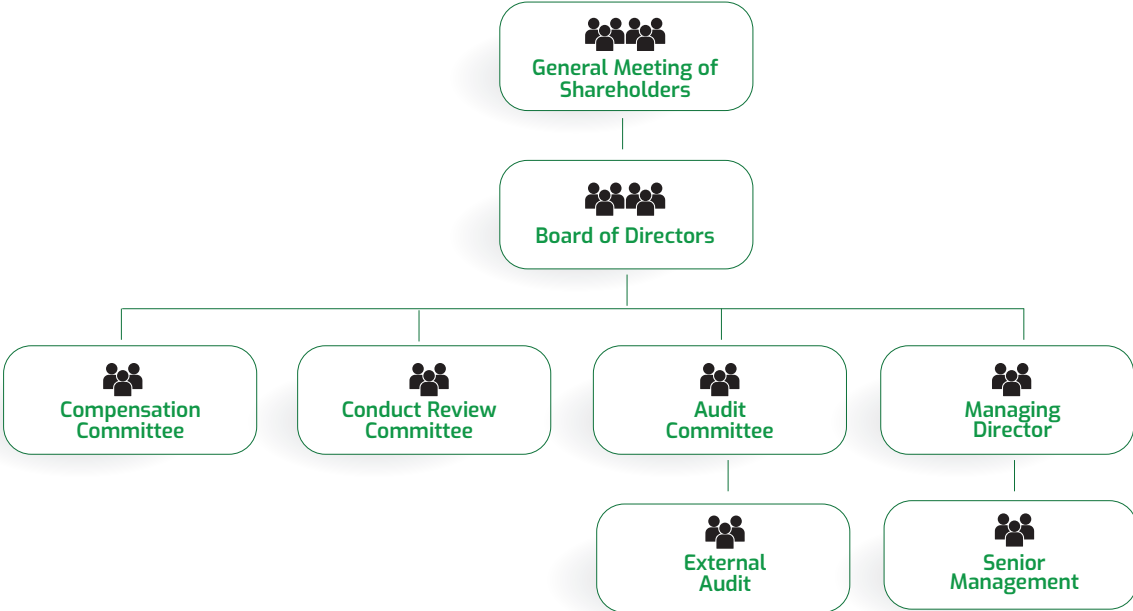 General Meeting of
Shareholders
Board of Directors
Compensation
Committee
Conduct Review
Committee
Audit
Committee
Managing
Director
External
Audit
Senior
Management